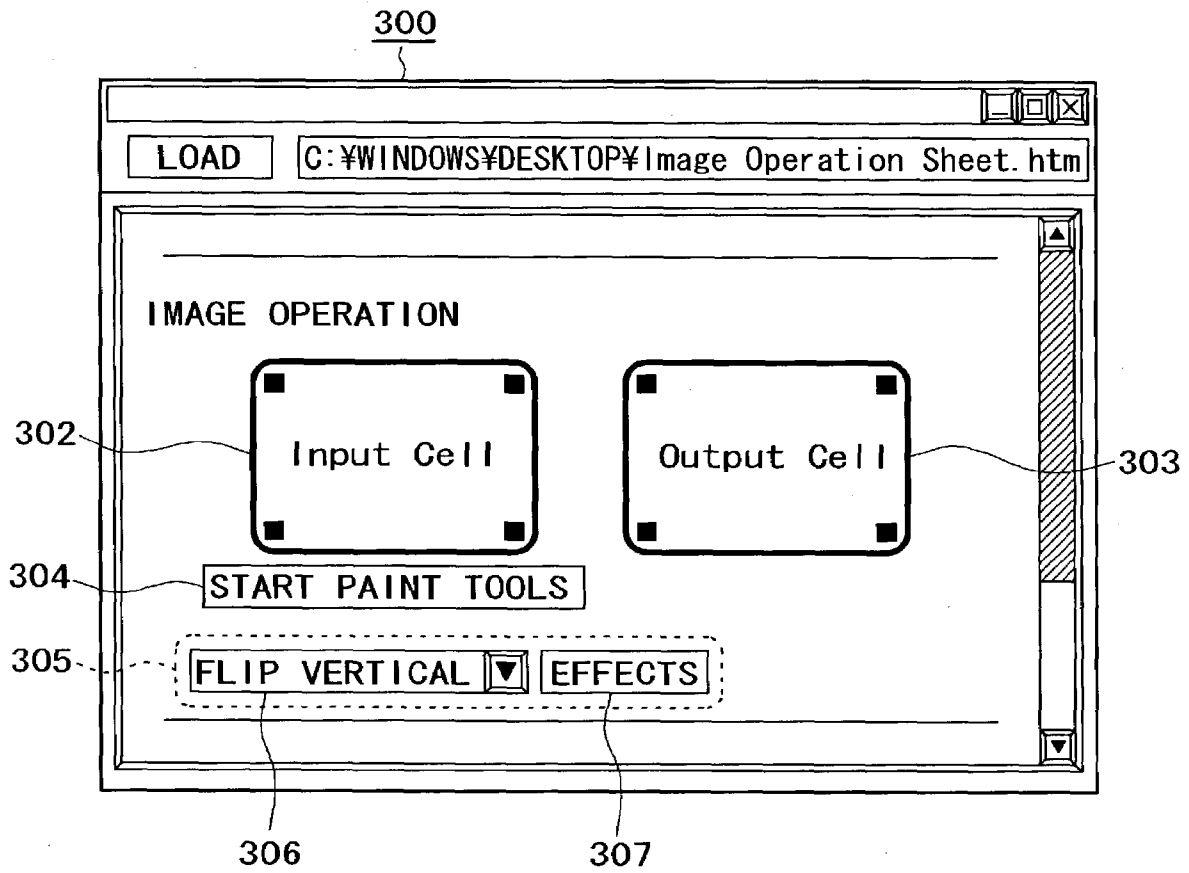 300
LOAD C:¥WINDOWS¥DESKTOP¥Image Operation Sheet.htm
IMAGE OPERATION
302 Input Cell Output Cell 303
304 START PAINT TOOLS
305 FLIP VERTICAL ▼ EFFECTS
306 307